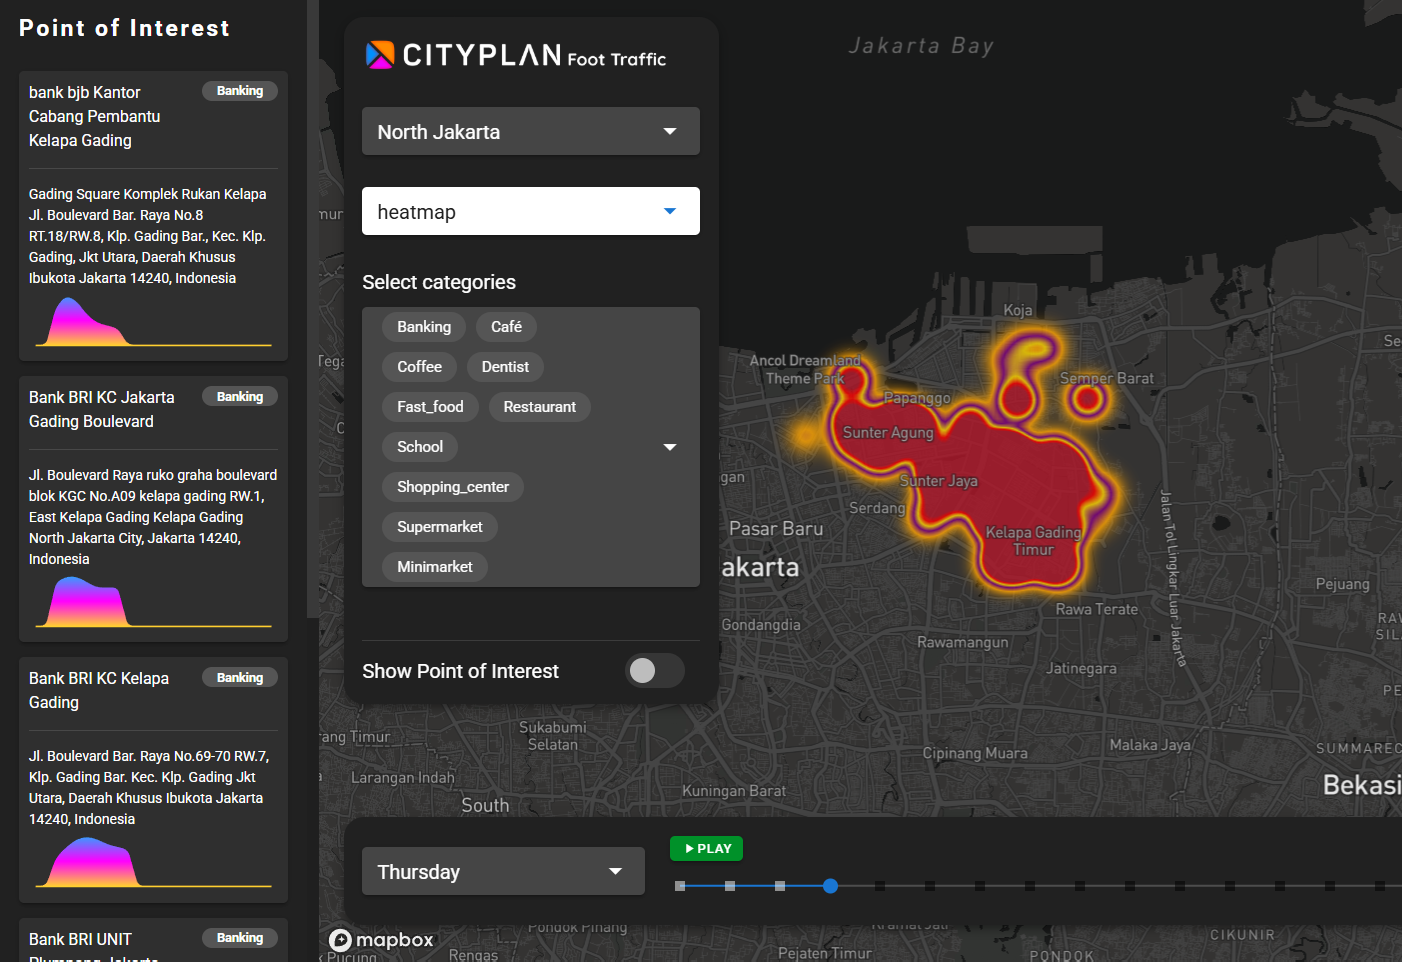 Point of Interest
bank bjb Kantor
Cabang Pembantu
Kelapa Gading
Banking
Gading Square Komplek Rukan Kelapa
Jl. Boulevard Bar. Raya No.8
RT.18/RW.8, Klp. Gading Bar., Kec. Klp.
Gading, Jkt Utara, Daerah Khusus
Ibukota Jakarta 14240, Indonesia
Bank BRI KC Jakarta
Gading Boulevard
Banking
Jl. Boulevard Raya ruko graha boulevard
blok KGC No.A09 kelapa gading RW.1,
East Kelapa Gading Kelapa Gading
North Jakarta City, Jakarta 14240,
Indonesia
Bank BRI KC Kelapa
Gading
Banking
Jl. Boulevard Bar. Raya No.69-70 RW.7,
Klp. Gading Bar. Kec. Klp. Gading Jkt
Utara, Daerah Khusus Ibukota Jakarta
14240, Indonesia
Bank BRI UNIT
Plumpang Jakarta
Banking
CITYPLAN Foot Traffic
North Jakarta
heatmap
Select categories
Banking
Café
Coffee
Dentist
Fast_food
Restaurant
School
Shopping_center
Supermarket
Minimarket
Show Point of Interest
Thursday
PLAY
Jakarta Bay
Koja
Ancol Dreamland
Theme Park
Semper Barat
Papanggo
Sunter Agung
Sunter Jaya
Serdang
Pasar Baru
Kelapa Gading
Timur
akarta
Pejuang
Jalan Tol Lingkar Luar Jakarta
Rawa Terate
Gondangdia
Rawamangun
Jatinegara
Sukabumi
Selatan
ang Timur
Larangan Indah
South
Kuningan Barat
Cipinang Muara
Malaka Jaya
SUMMAREC
Bekasi
mur
Tega
gan
Se
RAW
SIL
PE
mapbox
Pucung
Rengas
Pondok Pinang
Kramat Jati
Pejaten Timur
PONDOK
CIKUNIR